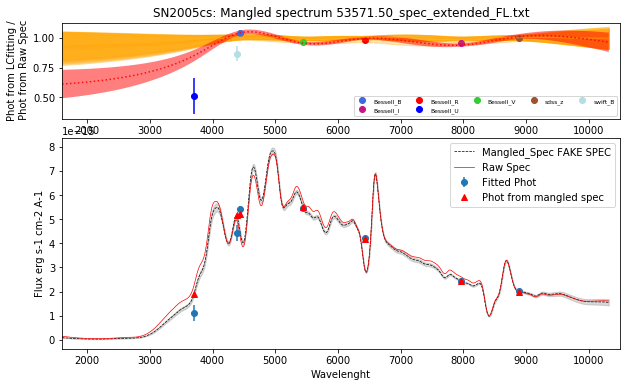 SN2005cs: Mangled spectrum 53571.50_spec_extended_FL.txt
Phot from LCfitting /
Phot from Raw Spec
1.00
0.75
0.50
Bessell_B
Bessell_I
Bessell_R
Bessell_U
Bessell_V
sdss_z
swift_B
2000 3000 4000 5000 6000 7000 8000 9000 10000
1e−15
Flux erg s-1 cm-2 A-1
8
7
6
5
4
3
2
1
0
Mangled_Spec FAKE SPEC
Raw Spec
Fitted Phot
Phot from mangled spec
2000 3000 4000 5000 6000 7000 8000 9000 10000
Wavelenght